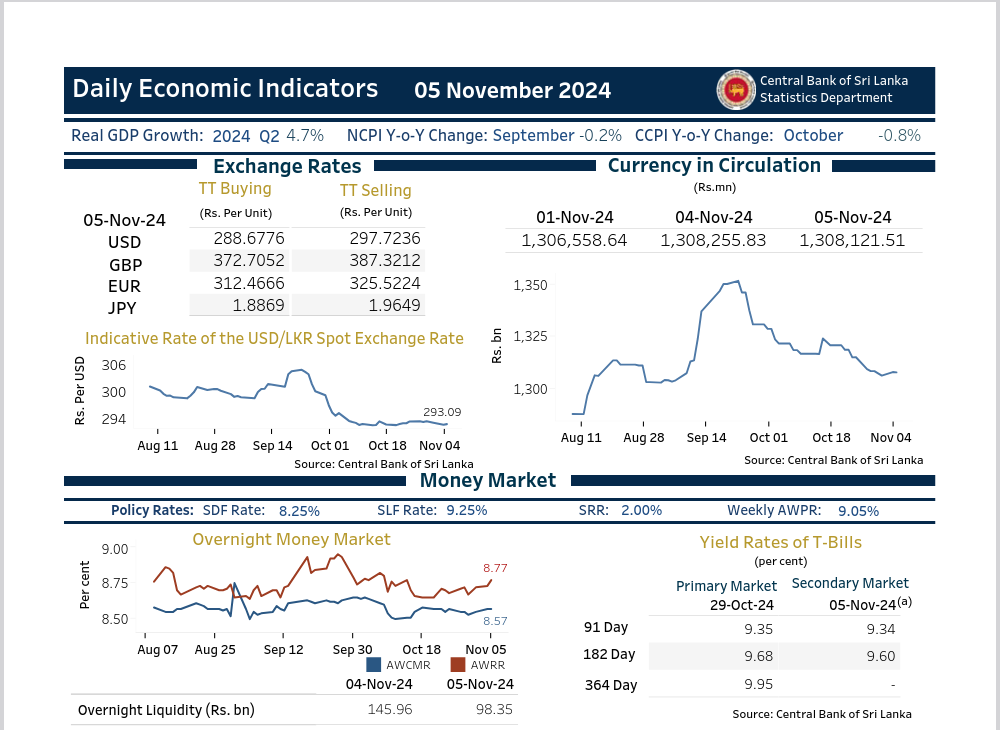 Daily Economic Indicators 05 November 2024
Central Bank of Sri Lanka
Statistics Department
Real GDP Growth: 2024 Q2 4.7% NCPI Y-o-Y Change: September -0.2% CCPI Y-o-Y Change: October -0.8%
Exchange Rates
TT Buying TT Selling
(Rs. Per Unit) (Rs. Per Unit)
05-Nov-24
USD 288.6776 297.7236
GBP 372.7052 387.3212
EUR 312.4666 325.5224
JPY 1.8869 1.9649
Indicative Rate of the USD/LKR Spot Exchange Rate
Rs. Per USD
306
300
294
293.09
Aug 11 Aug 28 Sep 14 Oct 01 Oct 18 Nov 04
Source: Central Bank of Sri Lanka
Currency in Circulation
(Rs.mn)
01-Nov-24 04-Nov-24 05-Nov-24
1,306,558.64 1,308,255.83 1,308,121.51
Rs. bn
1,350
1,325
1,300
Aug 11 Aug 28 Sep 14 Oct 01 Oct 18 Nov 04
Source: Central Bank of Sri Lanka
Money Market
Policy Rates: SDF Rate: 8.25% SLF Rate: 9.25% SRR: 2.00% Weekly AWPR: 9.05%
Overnight Money Market
Per cent
9.00
8.75
8.50
8.77
8.57
Aug 07 Aug 25 Sep 12 Sep 30 Oct 18 Nov 05
AWCMR AWRR
04-Nov-24 05-Nov-24
Overnight Liquidity (Rs. bn) 145.96 98.35
Yield Rates of T-Bills
(per cent)
Primary Market Secondary Market
29-Oct-24 05-Nov-24(a)
91 Day 9.35 9.34
182 Day 9.68 9.60
364 Day 9.95 -
Source: Central Bank of Sri Lanka